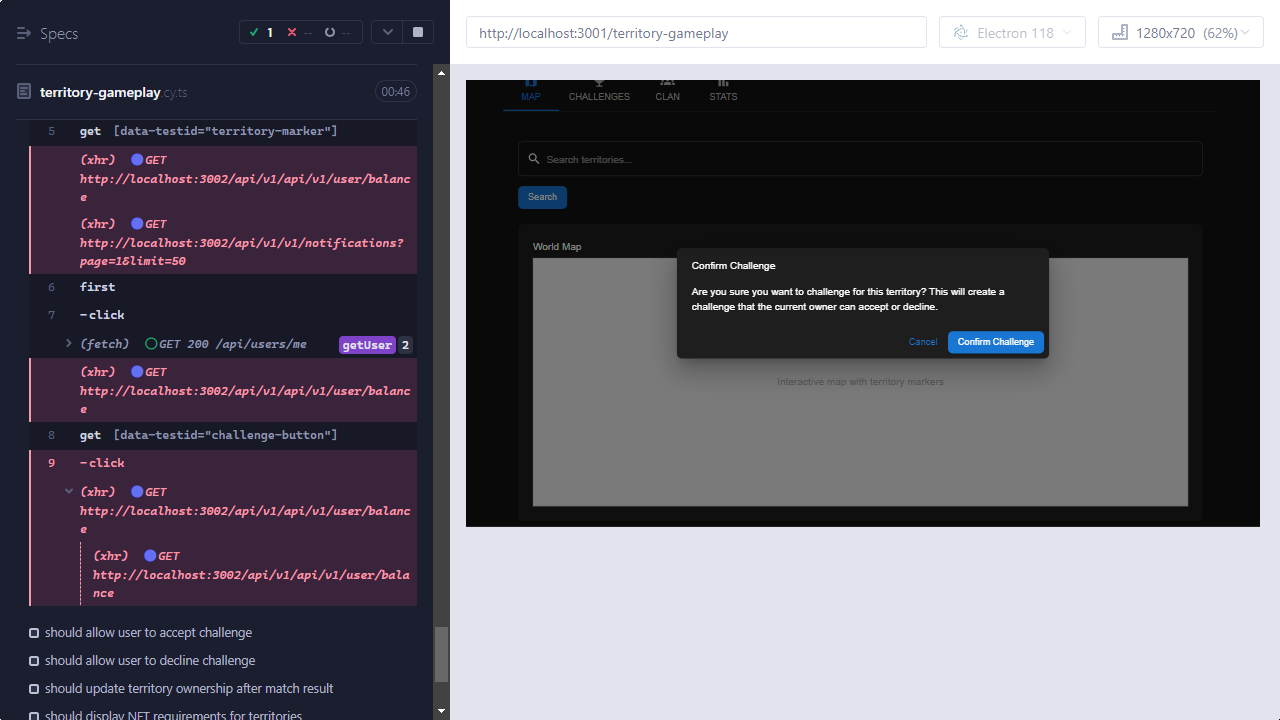 Specs
1 -- --
http://localhost:3001/territory-gameplay
Electron 118
1280x720 (62%)
territory-gameplay.cy.ts 00:46
5 get [data-testid="territory-marker"]
(xhr) GET
http://localhost:3002/api/v1/api/v1/user/balanc
e
(xhr) GET
http://localhost:3002/api/v1/v1/notifications?
page=1&limit=50
6 first
7 -click
(fetch) GET 200 /api/users/me getUser 2
(xhr) GET
http://localhost:3002/api/v1/api/v1/user/balanc
e
8 get [data-testid="challenge-button"]
9 -click
(xhr) GET
http://localhost:3002/api/v1/api/v1/user/balanc
e
(xhr) GET
http://localhost:3002/api/v1/api/v1/user/bala
nce
should allow user to accept challenge
should allow user to decline challenge
should update territory ownership after match result
should display NFT requirements for territories
MAP CHALLENGES CLAN STATS
Search territories...
Search
World Map
Confirm Challenge
Are you sure you want to challenge for this territory? This will create a
challenge that the current owner can accept or decline.
Cancel Confirm Challenge
Interactive map with territory markers